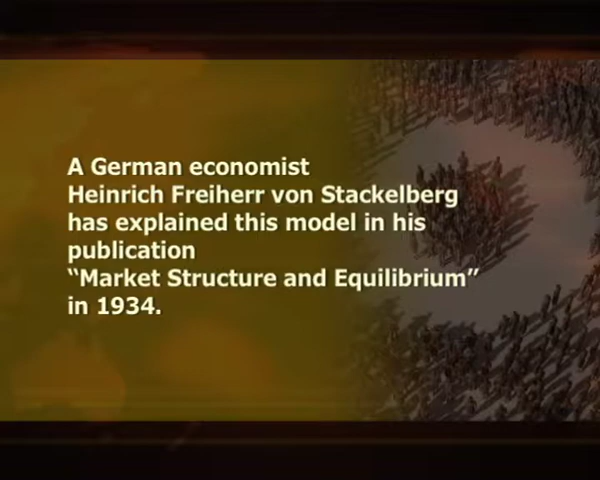 A German economist
Heinrich Freiherr von Stackelberg
has explained this model in his
publication
“Market Structure and Equilibrium”
in 1934.